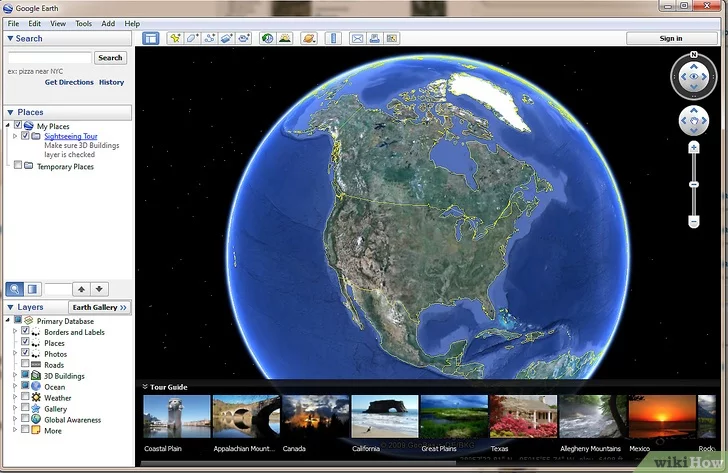 Google Earth
File Edit View Tools Add Help
Search
Search
ex: pizza near NYC
Get Directions History
Sign in
N
Places
My Places
Sightseeing Tour
Make sure 3D Buildings
layer is checked
Temporary Places
Layers
Earth Gallery >>
Primary Database
Borders and Labels
Places
Photos
Roads
3D Buildings
Ocean
Weather
Gallery
Global Awareness
More
Tour Guide
Coastal Plain
Appalachian Mount...
Canada
California
Great Plains
Texas
Allegheny Mountains
Mexico
Rocky
wikiHow